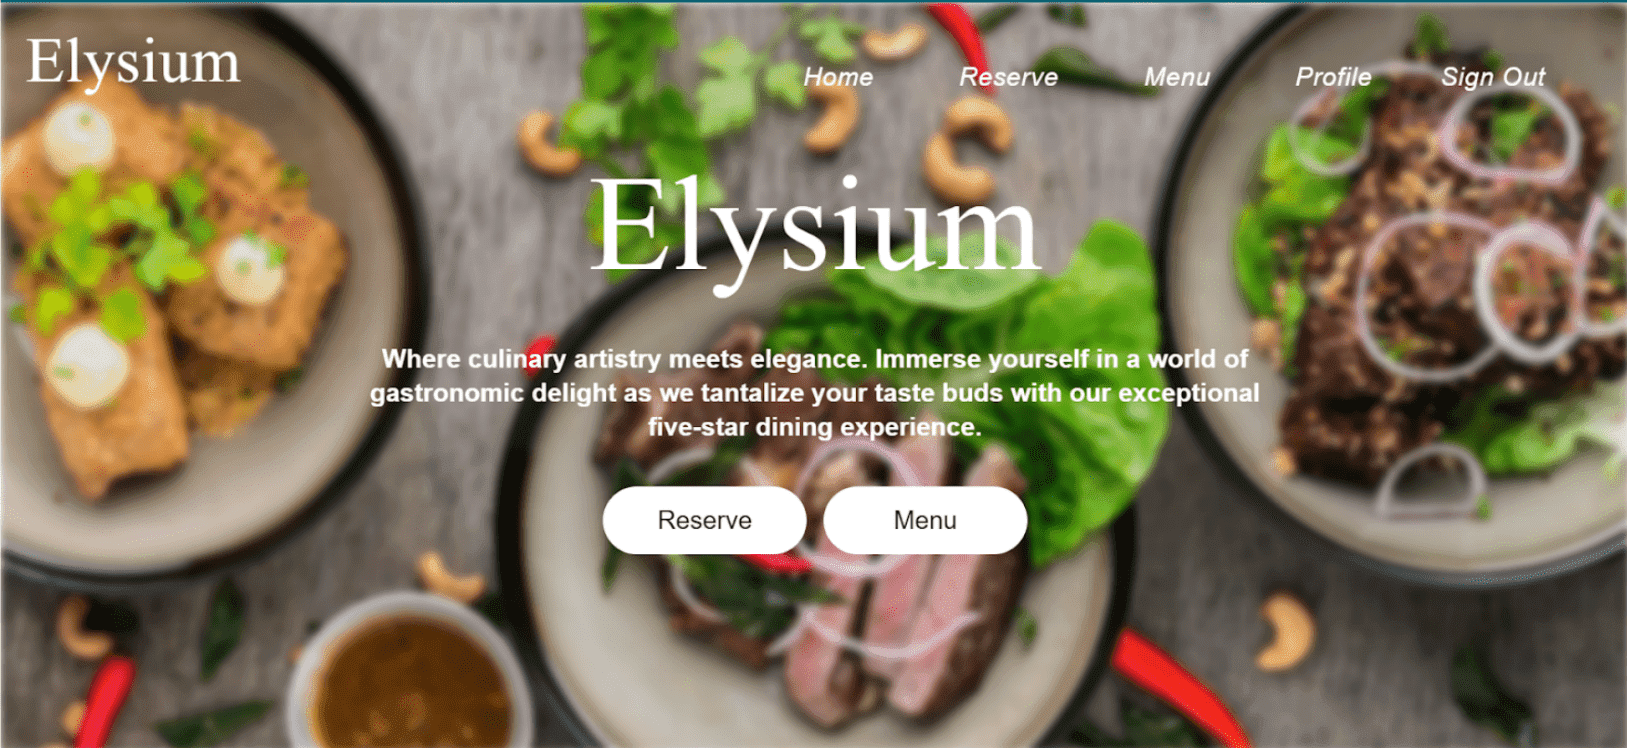 Elysium
Home Reserve Menu Profile Sign Out
Elysium
Where culinary artistry meets elegance. Immerse yourself in a world of
gastronomic delight as we tantalize your taste buds with our exceptional
five-star dining experience.
Reserve Menu